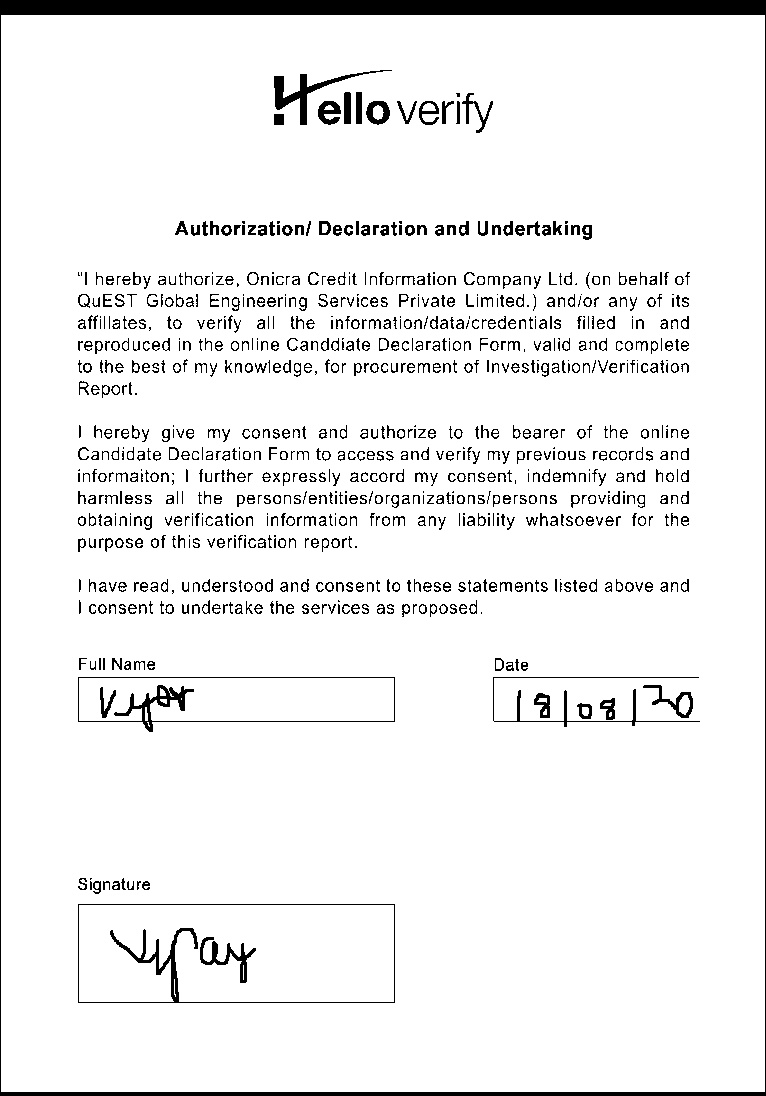 Hello verify
Authorization/ Declaration and Undertaking
"I hereby authorize, Onicra Credit Information Company Ltd. (on behalf of
QuEST Global Engineering Services Private Limited.) and/or any of its
affiliates, to verify all the information/data/credentials filled in and
reproduced in the online Canddiate Declaration Form, valid and complete
to the best of my knowledge, for procurement of Investigation/Verification
Report.
I hereby give my consent and authorize to the bearer of the online
Candidate Declaration Form to access and verify my previous records and
informaiton; I further expressly accord my consent, indemnify and hold
harmless all the persons/entities/organizations/persons providing and
obtaining verification information from any liability whatsoever for the
purpose of this verification report.
I have read, understood and consent to these statements listed above and
I consent to undertake the services as proposed.
Full Name
Date
18/08/20
Signature